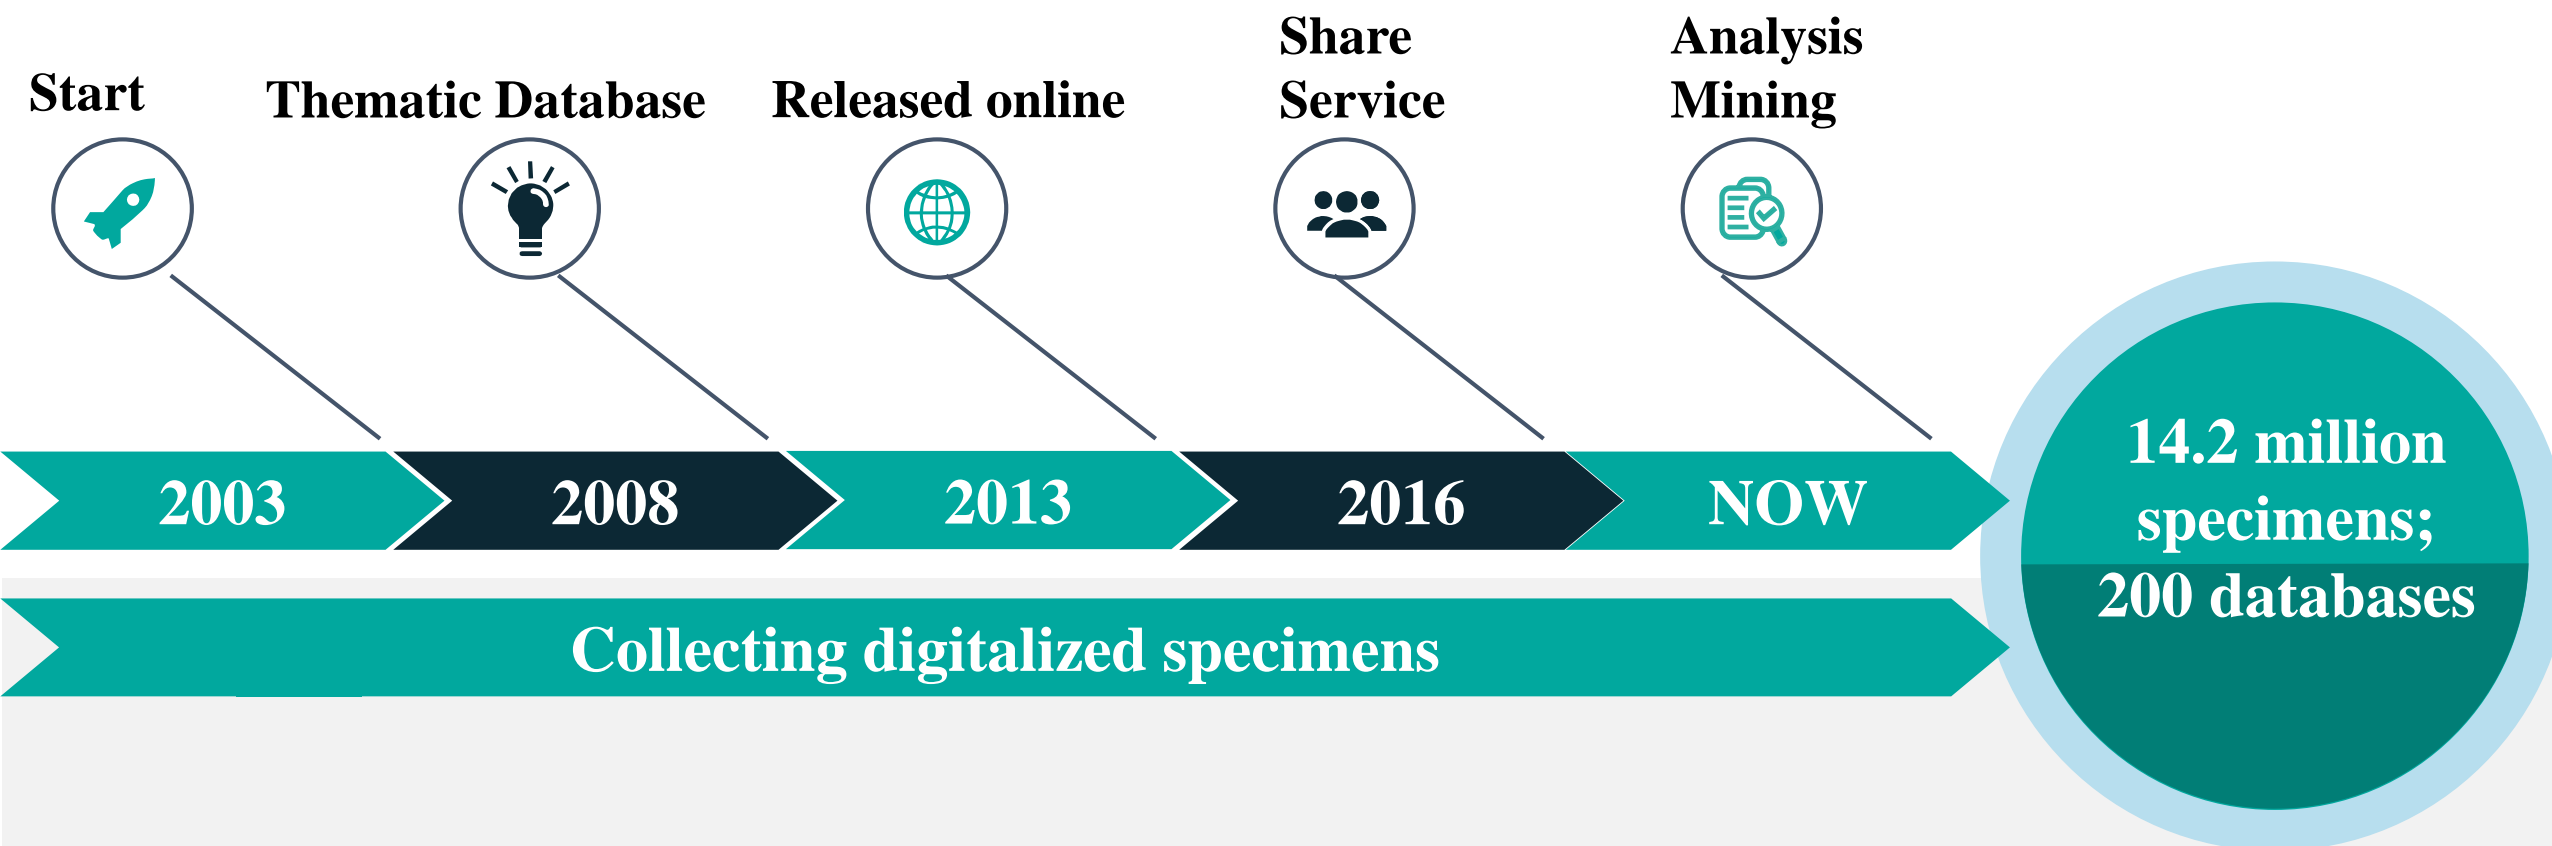 Start
Thematic Database
Released online
Share
Service
Analysis
Mining
2003
2008
2013
2016
NOW
Collecting digitalized specimens
14.2 million
specimens;
200 databases